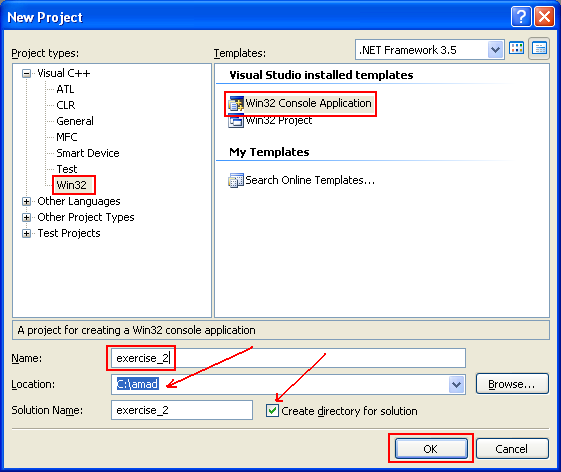 New Project
Project types:
Templates:
.NET Framework 3.5
Visual C++
ATL
CLR
General
MFC
Smart Device
Test
Win32
Other Languages
Other Project Types
Test Projects
Visual Studio installed templates
Win32 Console Application
Win32 Project
My Templates
Search Online Templates...
A project for creating a Win32 console application
Name:
exercise_2
Location:
C:\amad
Browse...
Solution Name:
exercise_2
Create directory for solution
OK
Cancel